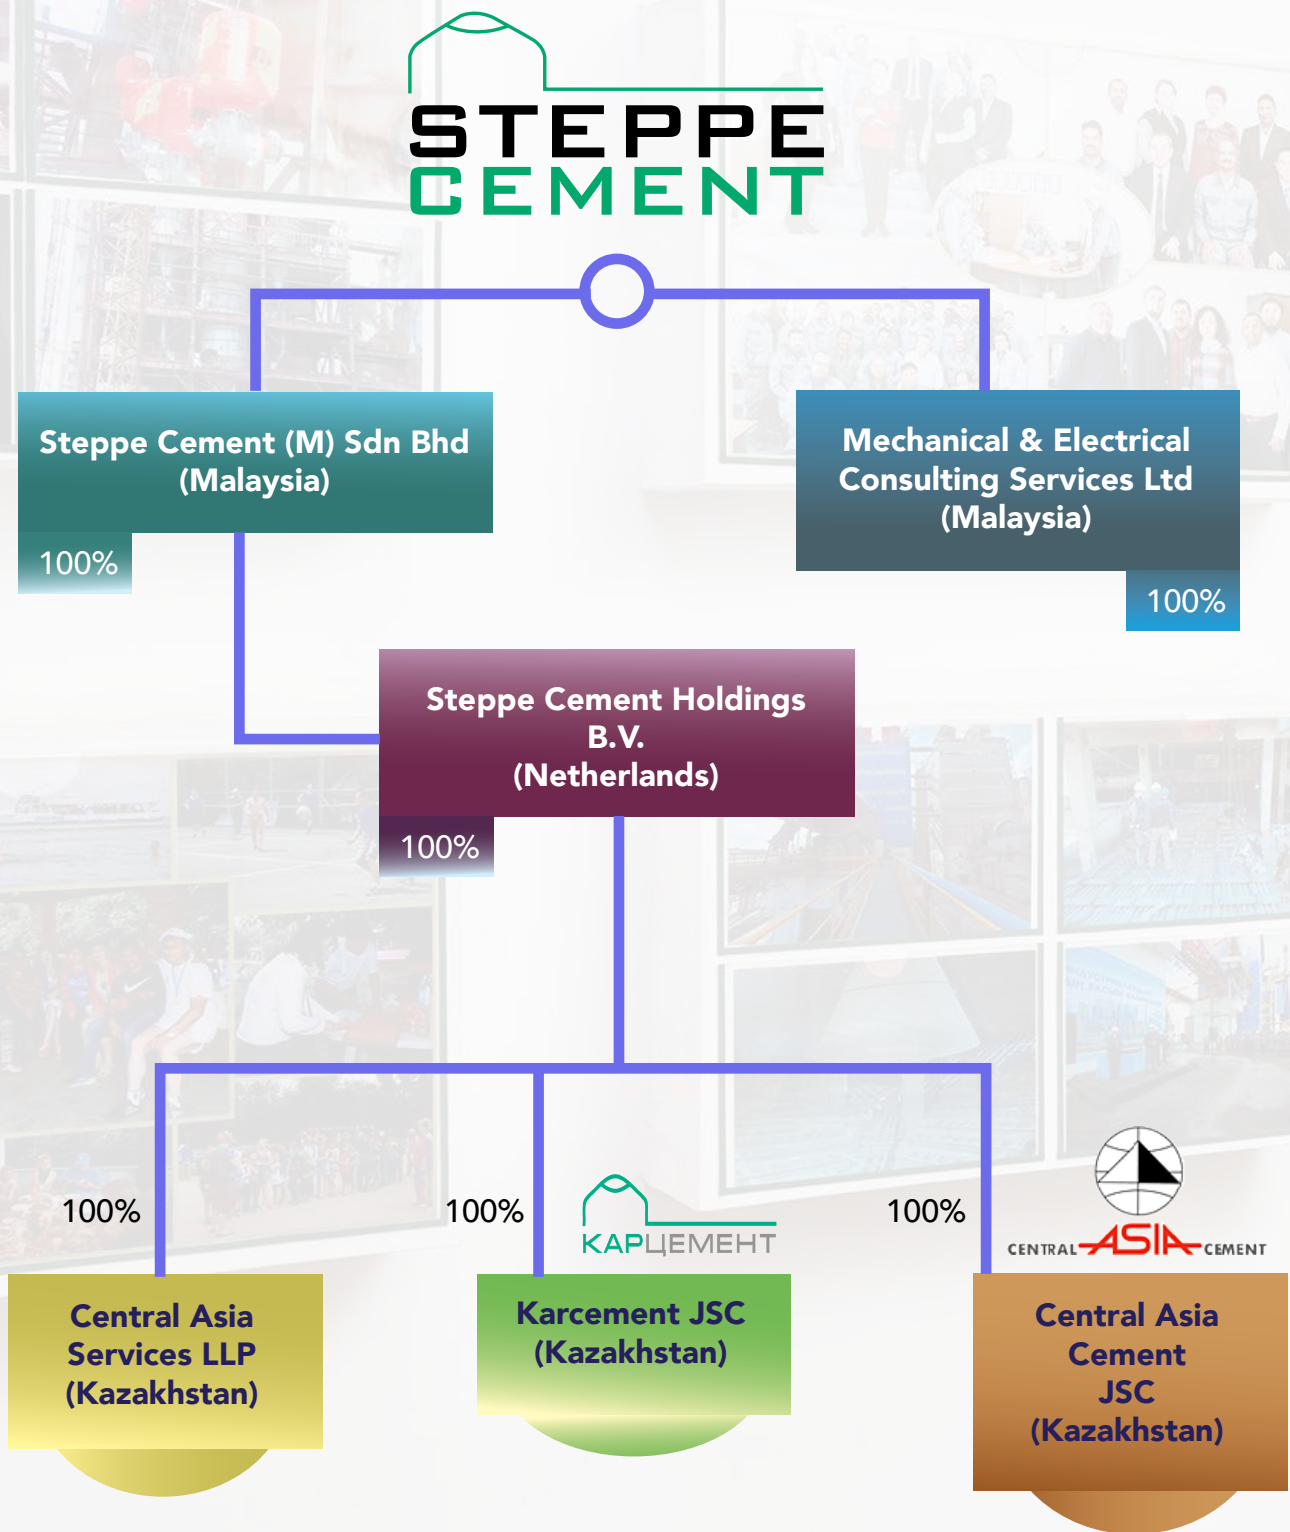 STEPPE
CEMENT
Steppe Cement (M) Sdn Bhd
(Malaysia)
100%
Mechanical & Electrical
Consulting Services Ltd
(Malaysia)
100%
Steppe Cement Holdings
B.V.
(Netherlands)
100%
100%
Central Asia
Services LLP
(Kazakhstan)
100%
КАРЦЕМЕНТ
Karcement JSC
(Kazakhstan)
100%
CENTRAL ASIA CEMENT
Central Asia
Cement
JSC
(Kazakhstan)